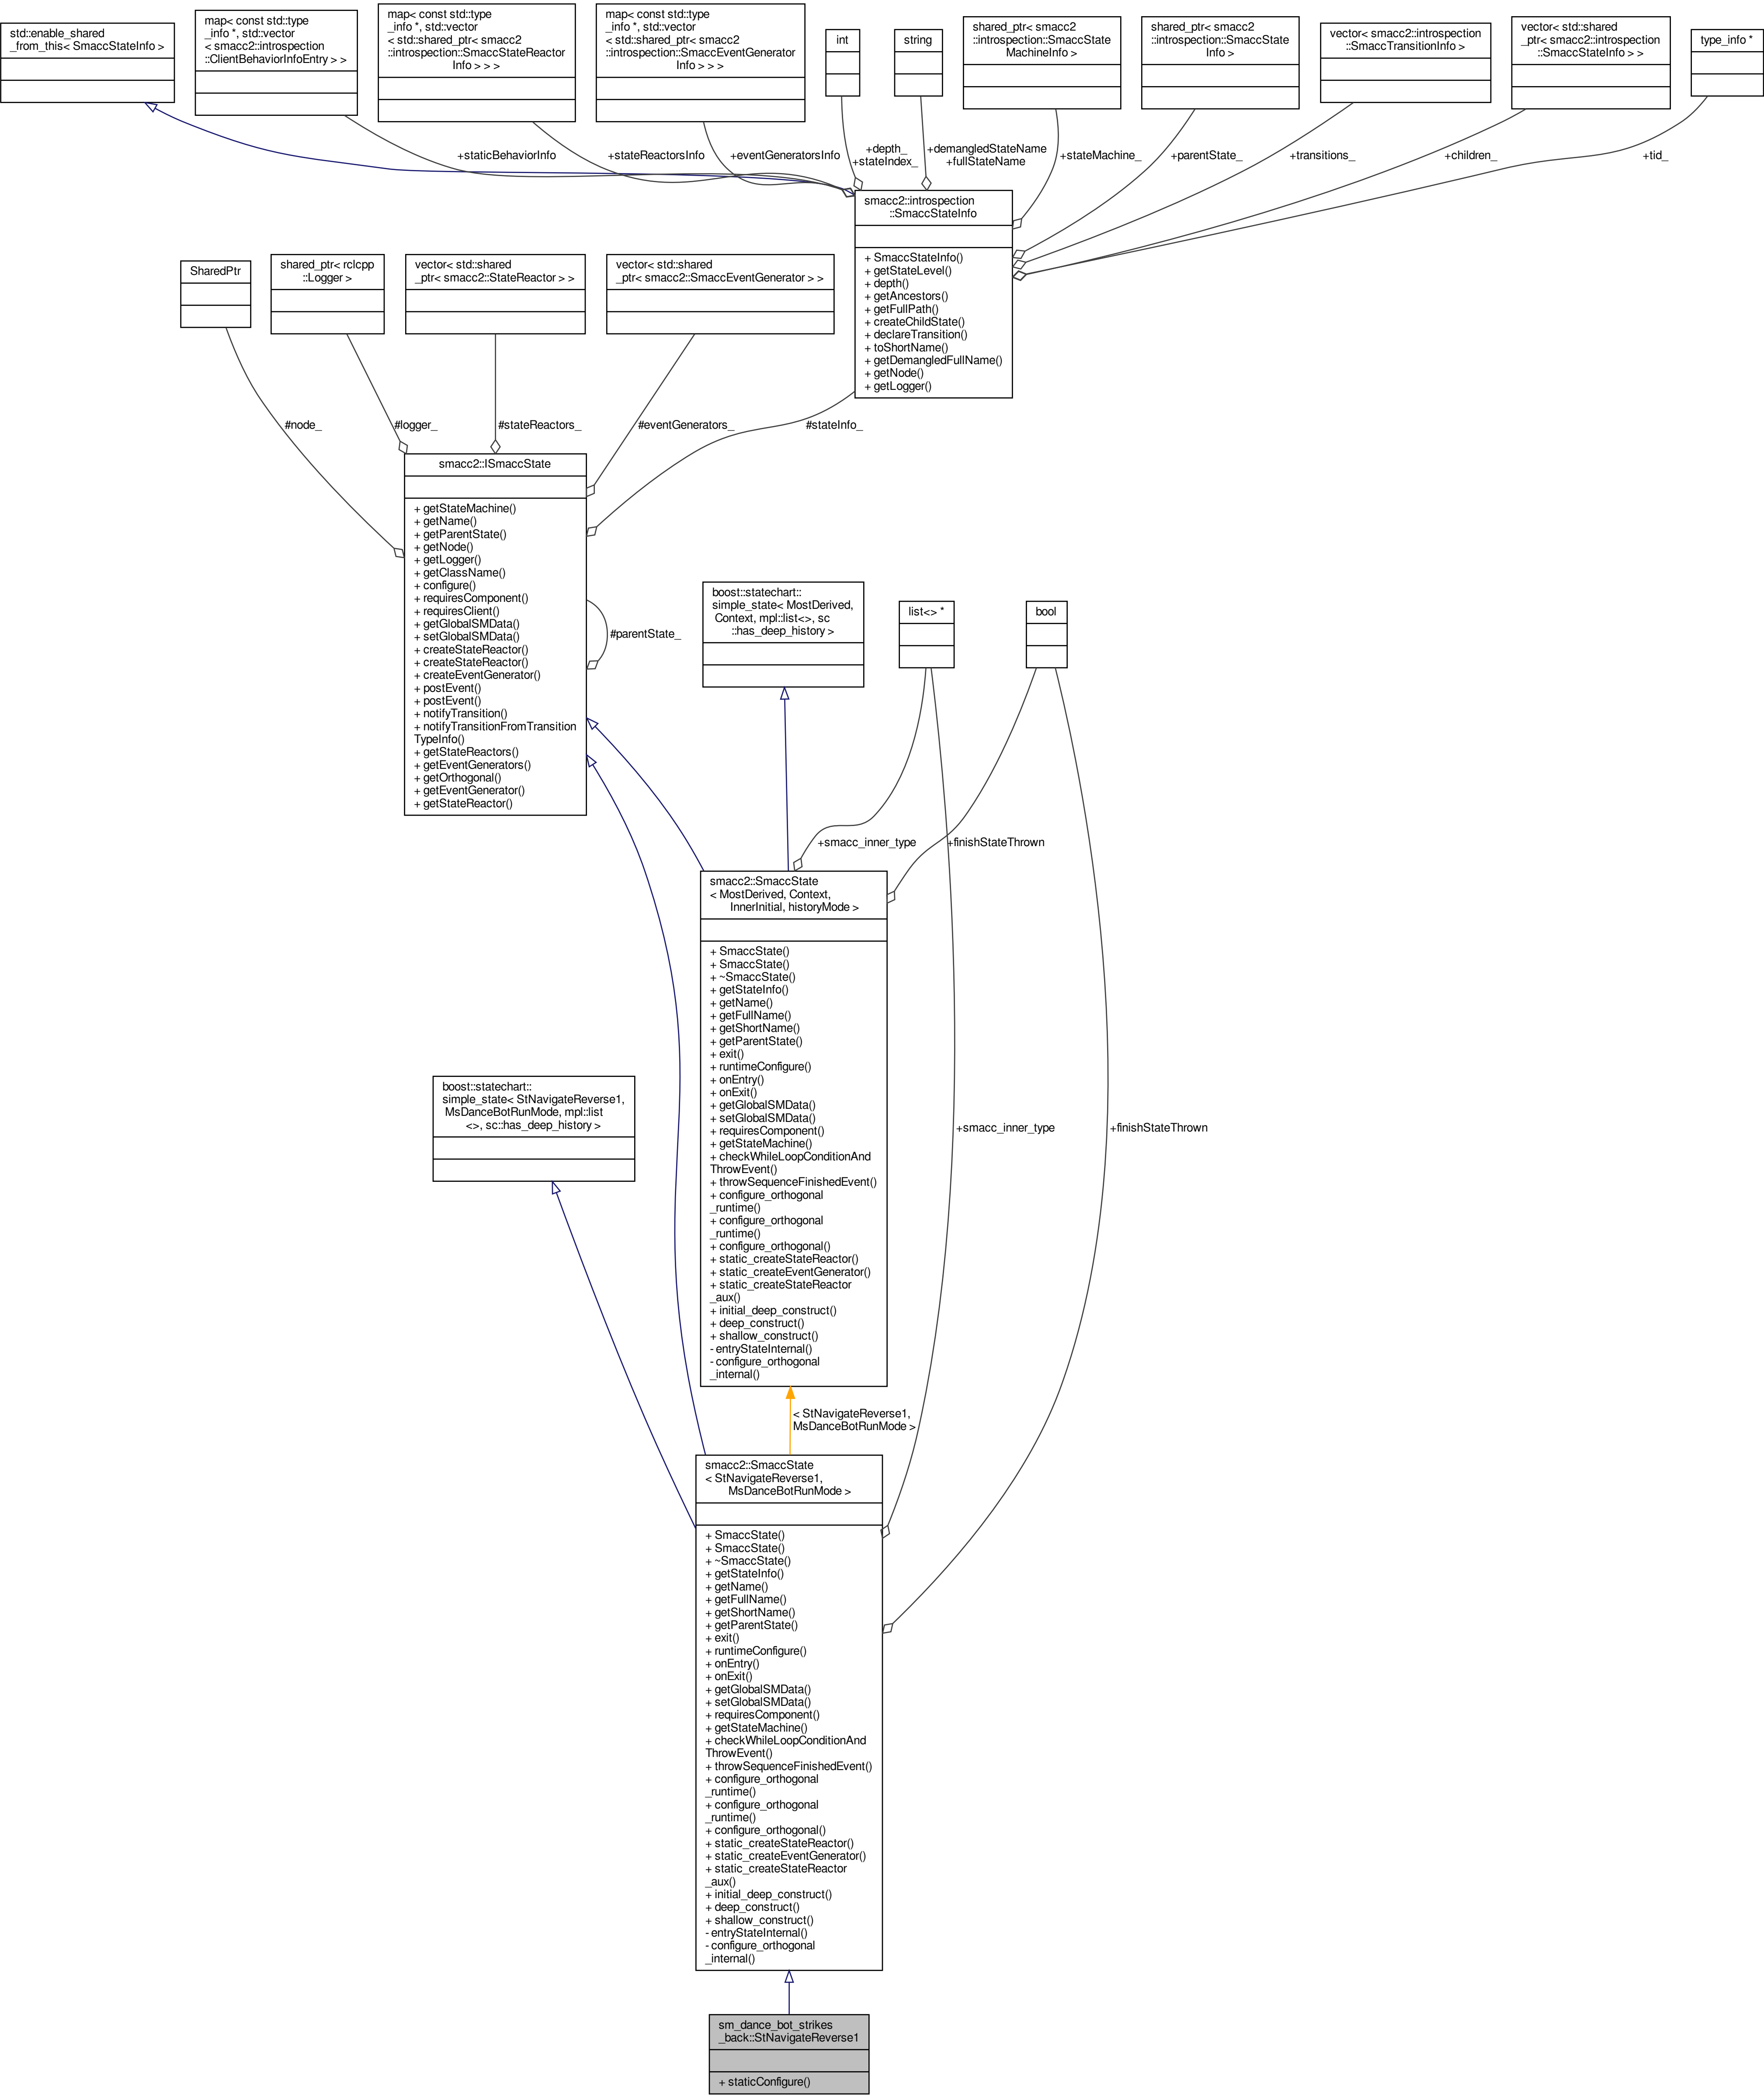 std::enable_shared
_from_this< SmaccStateInfo >
map< const std::type
_info *, std::vector
< smacc2::introspection
::ClientBehaviorInfoEntry > >
map< const std::type
_info *, std::vector
< std::shared_ptr< smacc2
::introspection::SmaccStateReactor
Info > > >
map< const std::type
_info *, std::vector
< std::shared_ptr< smacc2
::introspection::SmaccEventGenerator
Info > > >
int
string
shared_ptr< smacc2
::introspection::SmaccState
MachineInfo >
shared_ptr< smacc2
::introspection::SmaccState
Info >
vector< smacc2::introspection
::SmaccTransitionInfo >
vector< std::shared
_ptr< smacc2::introspection
::SmaccStateInfo > >
type_info *
+staticBehaviorInfo
+stateReactorsInfo
+eventGeneratorsInfo
+depth_
+stateIndex_
+demangledStateName
+fullStateName
+stateMachine_
+parentState_
+transitions_
+children_
+tid_
smacc2::introspection
::SmaccStateInfo
+ SmaccStateInfo()
+ getStateLevel()
+ depth()
+ getAncestors()
+ getFullPath()
+ createChildState()
+ declareTransition()
+ toShortName()
+ getDemangledFullName()
+ getNode()
+ getLogger()
SharedPtr
shared_ptr< rclcpp
::Logger >
vector< std::shared
_ptr< smacc2::StateReactor > >
vector< std::shared
_ptr< smacc2::SmaccEventGenerator > >
#node_
#logger_
#stateReactors_
#eventGenerators_
#stateInfo_
smacc2::ISmaccState
+ getStateMachine()
+ getName()
+ getParentState()
+ getNode()
+ getLogger()
+ getClassName()
+ configure()
+ requiresComponent()
+ requiresClient()
+ getGlobalSMData()
+ setGlobalSMData()
+ createStateReactor()
+ createStateReactor()
+ createEventGenerator()
+ postEvent()
+ postEvent()
+ notifyTransition()
+ notifyTransitionFromTransition
TypeInfo()
+ getStateReactors()
+ getEventGenerators()
+ getOrthogonal()
+ getEventGenerator()
+ getStateReactor()
#parentState_
boost::statechart::
simple_state< MostDerived,
Context, mpl::list<>, sc
::has_deep_history >
list<> *
bool
+smacc_inner_type
+finishStateThrown
smacc2::SmaccState
< MostDerived, Context,
InnerInitial, historyMode >
+ SmaccState()
+ SmaccState()
+ ~SmaccState()
+ getStateInfo()
+ getName()
+ getFullName()
+ getShortName()
+ getParentState()
+ exit()
+ runtimeConfigure()
+ onEntry()
+ onExit()
+ getGlobalSMData()
+ setGlobalSMData()
+ requiresComponent()
+ getStateMachine()
+ checkWhileLoopConditionAnd
ThrowEvent()
+ throwSequenceFinishedEvent()
+ configure_orthogonal
_runtime()
+ configure_orthogonal
_runtime()
+ configure_orthogonal()
+ static_createStateReactor()
+ static_createEventGenerator()
+ static_createStateReactor
_aux()
+ initial_deep_construct()
+ deep_construct()
+ shallow_construct()
- entryStateInternal()
- configure_orthogonal
_internal()
boost::statechart::
simple_state< StNavigateReverse1,
MsDanceBotRunMode, mpl::list
<>, sc::has_deep_history >
+smacc_inner_type
+finishStateThrown
< StNavigateReverse1,
MsDanceBotRunMode >
smacc2::SmaccState
< StNavigateReverse1,
MsDanceBotRunMode >
+ SmaccState()
+ SmaccState()
+ ~SmaccState()
+ getStateInfo()
+ getName()
+ getFullName()
+ getShortName()
+ getParentState()
+ exit()
+ runtimeConfigure()
+ onEntry()
+ onExit()
+ getGlobalSMData()
+ setGlobalSMData()
+ requiresComponent()
+ getStateMachine()
+ checkWhileLoopConditionAnd
ThrowEvent()
+ throwSequenceFinishedEvent()
+ configure_orthogonal
_runtime()
+ configure_orthogonal
_runtime()
+ configure_orthogonal()
+ static_createStateReactor()
+ static_createEventGenerator()
+ static_createStateReactor
_aux()
+ initial_deep_construct()
+ deep_construct()
+ shallow_construct()
- entryStateInternal()
- configure_orthogonal
_internal()
sm_dance_bot_strikes
_back::StNavigateReverse1
+ staticConfigure()